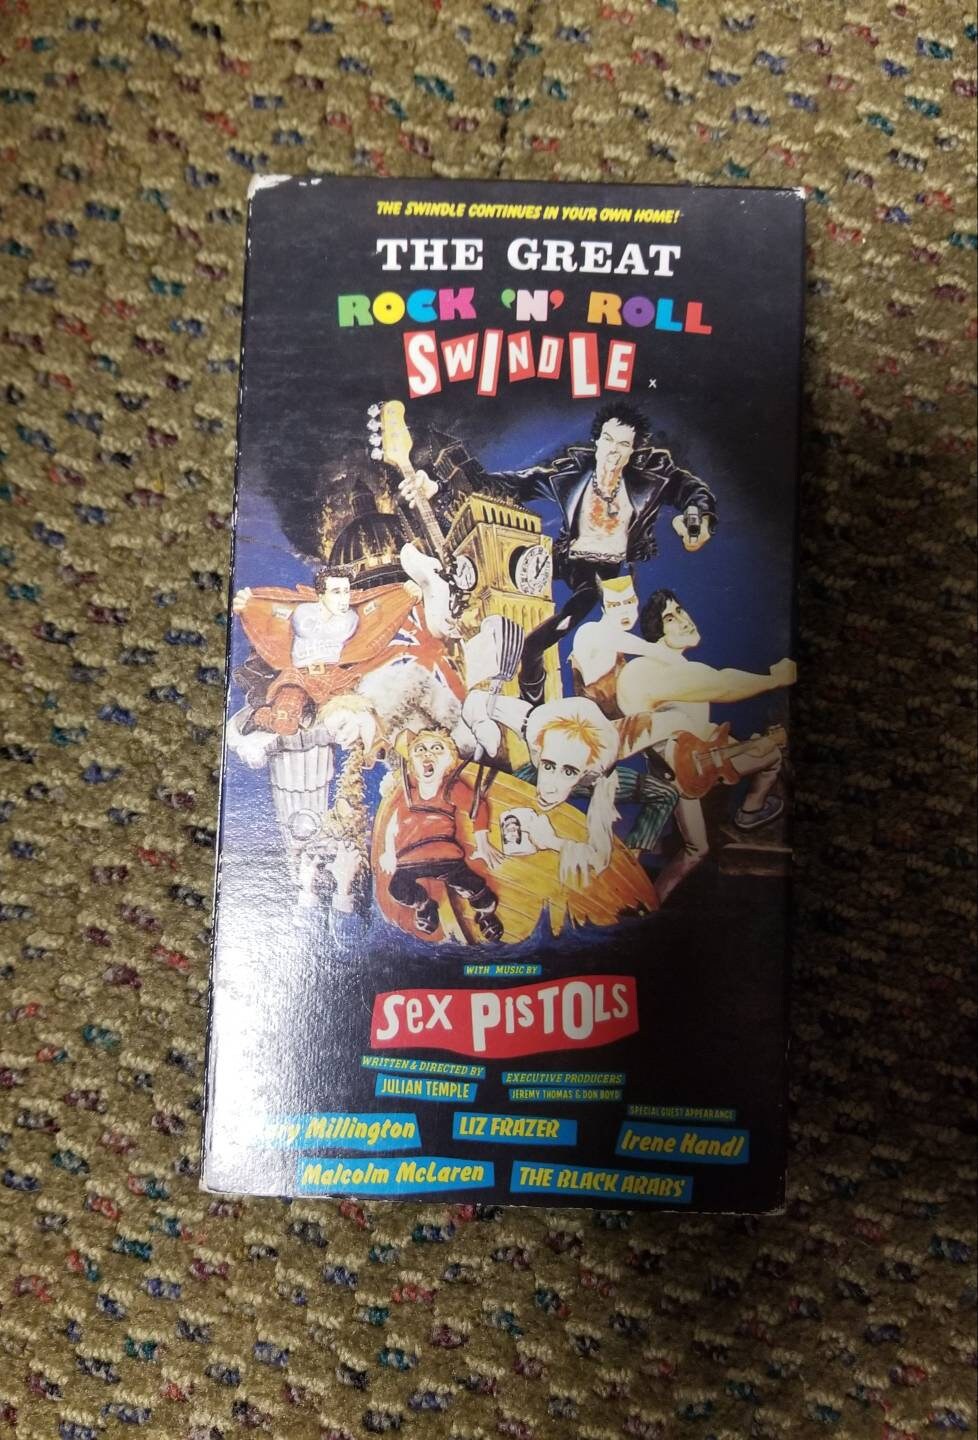 THE SWINDLE CONTINUES IN YOUR OWN HOME!
THE GREAT
ROCK 'N' ROLL
SWINDLE x
WITH MUSIC BY
SEX PISTOLS
WRITTEN & DIRECTED BY
JULIAN TEMPLE
EXECUTIVE PRODUCERS
JEREMY THOMAS & DON BOYD
SPECIAL GUEST APPEARANCE
Millington
LIZ FRAZER
Irene Handl
Malcolm McLaren
THE BLACK ARABS